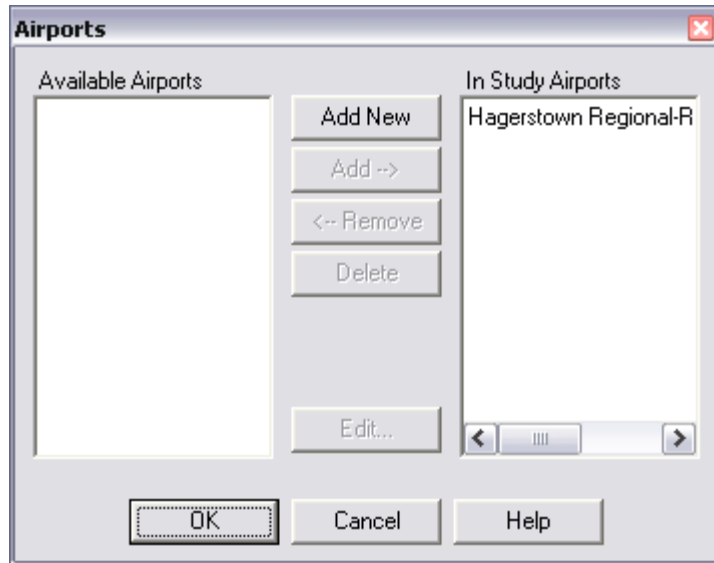 Airports
Available Airports
In Study Airports
Add New
Hagerstown Regional-R
Add -->
<-- Remove
Delete
Edit...
OK
Cancel
Help